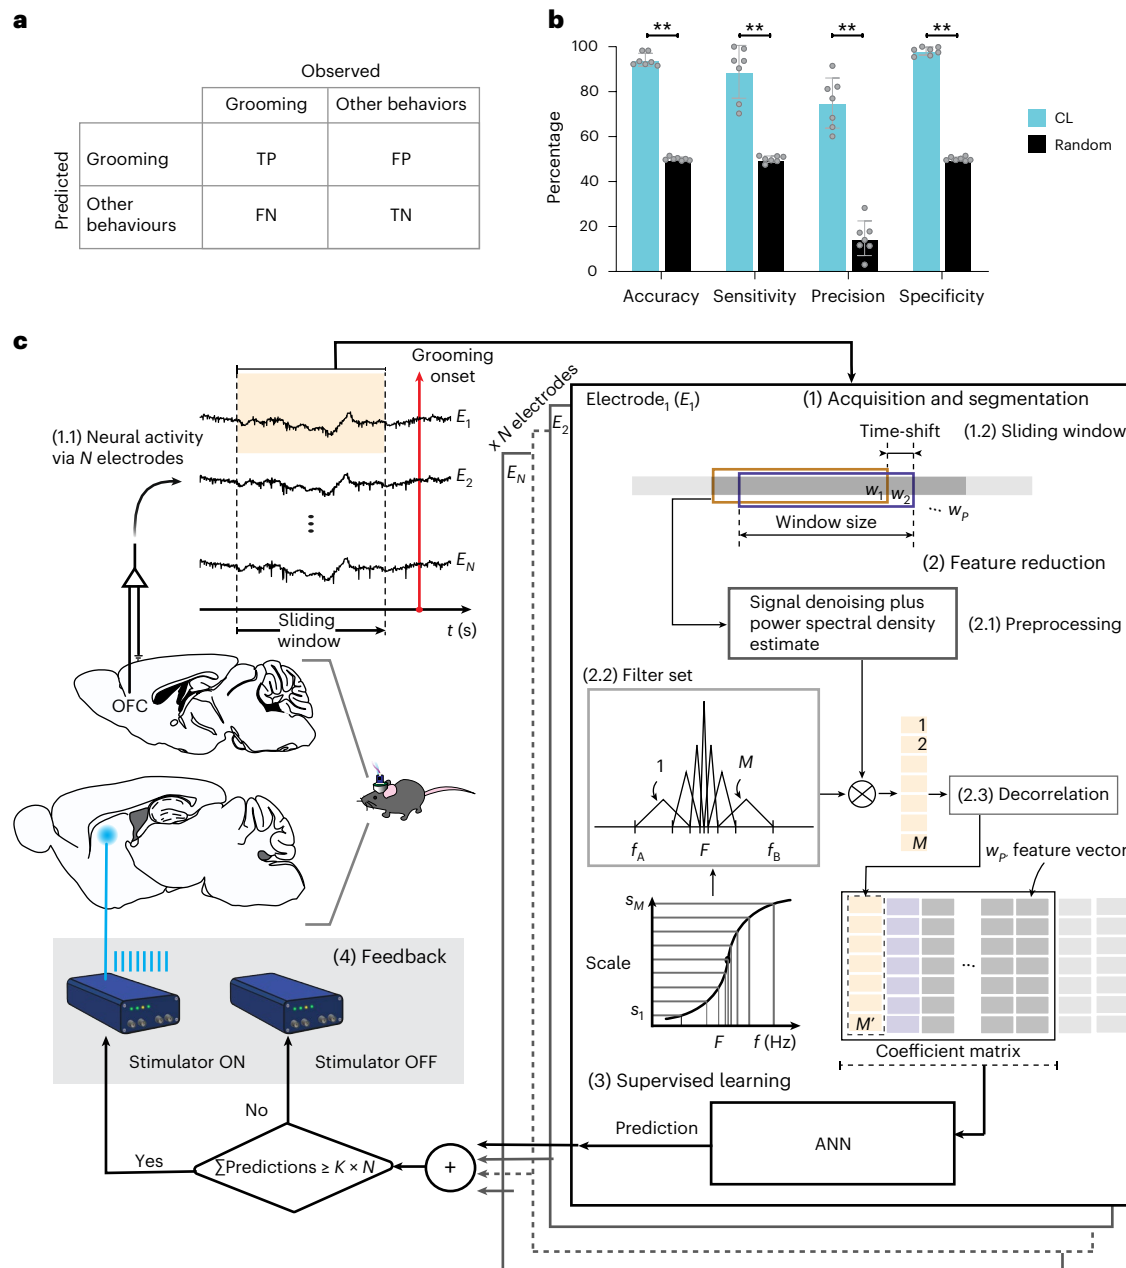 a
Observed
Grooming
Other behaviors
Predicted
Grooming
TP
FP
Other
behaviours
FN
TN
b
**
**
**
**
Percentage
100
80
60
40
20
0
Accuracy
Sensitivity
Precision
Specificity
CL
Random
c
Grooming
onset
(1.1) Neural activity
via N electrodes
E1
E2
EN
Sliding
window
t (s)
OFC
(4) Feedback
Stimulator ON
Stimulator OFF
No
Yes
∑Predictions ≥ K × N
+
x N electrodes
EN
E2
Electrode1 (E1)
(1) Acquisition and segmentation
Time-shift
(1.2) Sliding window
w1
w2
... wP
Window size
(2) Feature reduction
Signal denoising plus
power spectral density
estimate
(2.1) Preprocessing
(2.2) Filter set
1
M
fA
F
fB
1
2
M
(2.3) Decorrelation
wP, feature vector
sM
Scale
s1
F
f (Hz)
...
M′
Coefficient matrix
(3) Supervised learning
Prediction
ANN